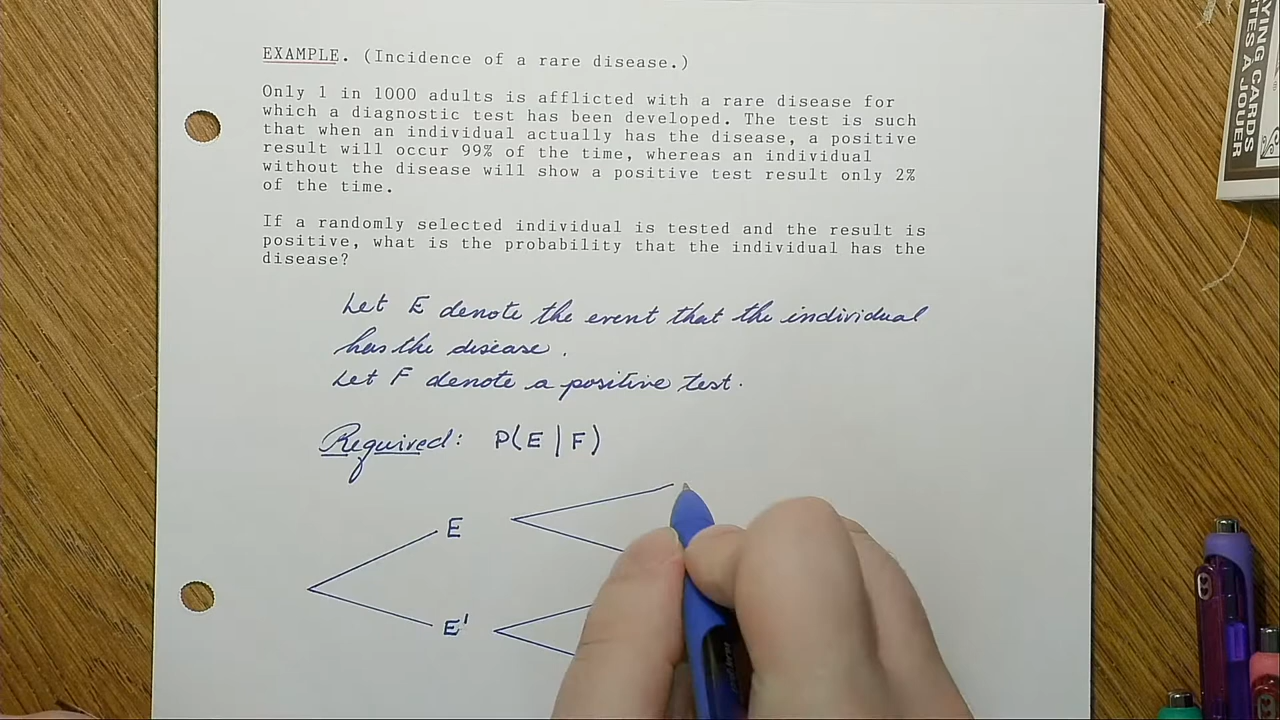 EXAMPLE. (Incidence of a rare disease.)
Only 1 in 1000 adults is afflicted with a rare disease for
which a diagnostic test has been developed. The test is such
that when an individual actually has the disease, a positive
result will occur 99% of the time, whereas an individual
without the disease will show a positive test result only 2%
of the time.
If a randomly selected individual is tested and the result is
positive, what is the probability that the individual has the
disease?
Let E denote the event that the individual
has the disease.
Let F denote a positive test.
Required: P(E|F)
E
E'
CARDS
A JOUER